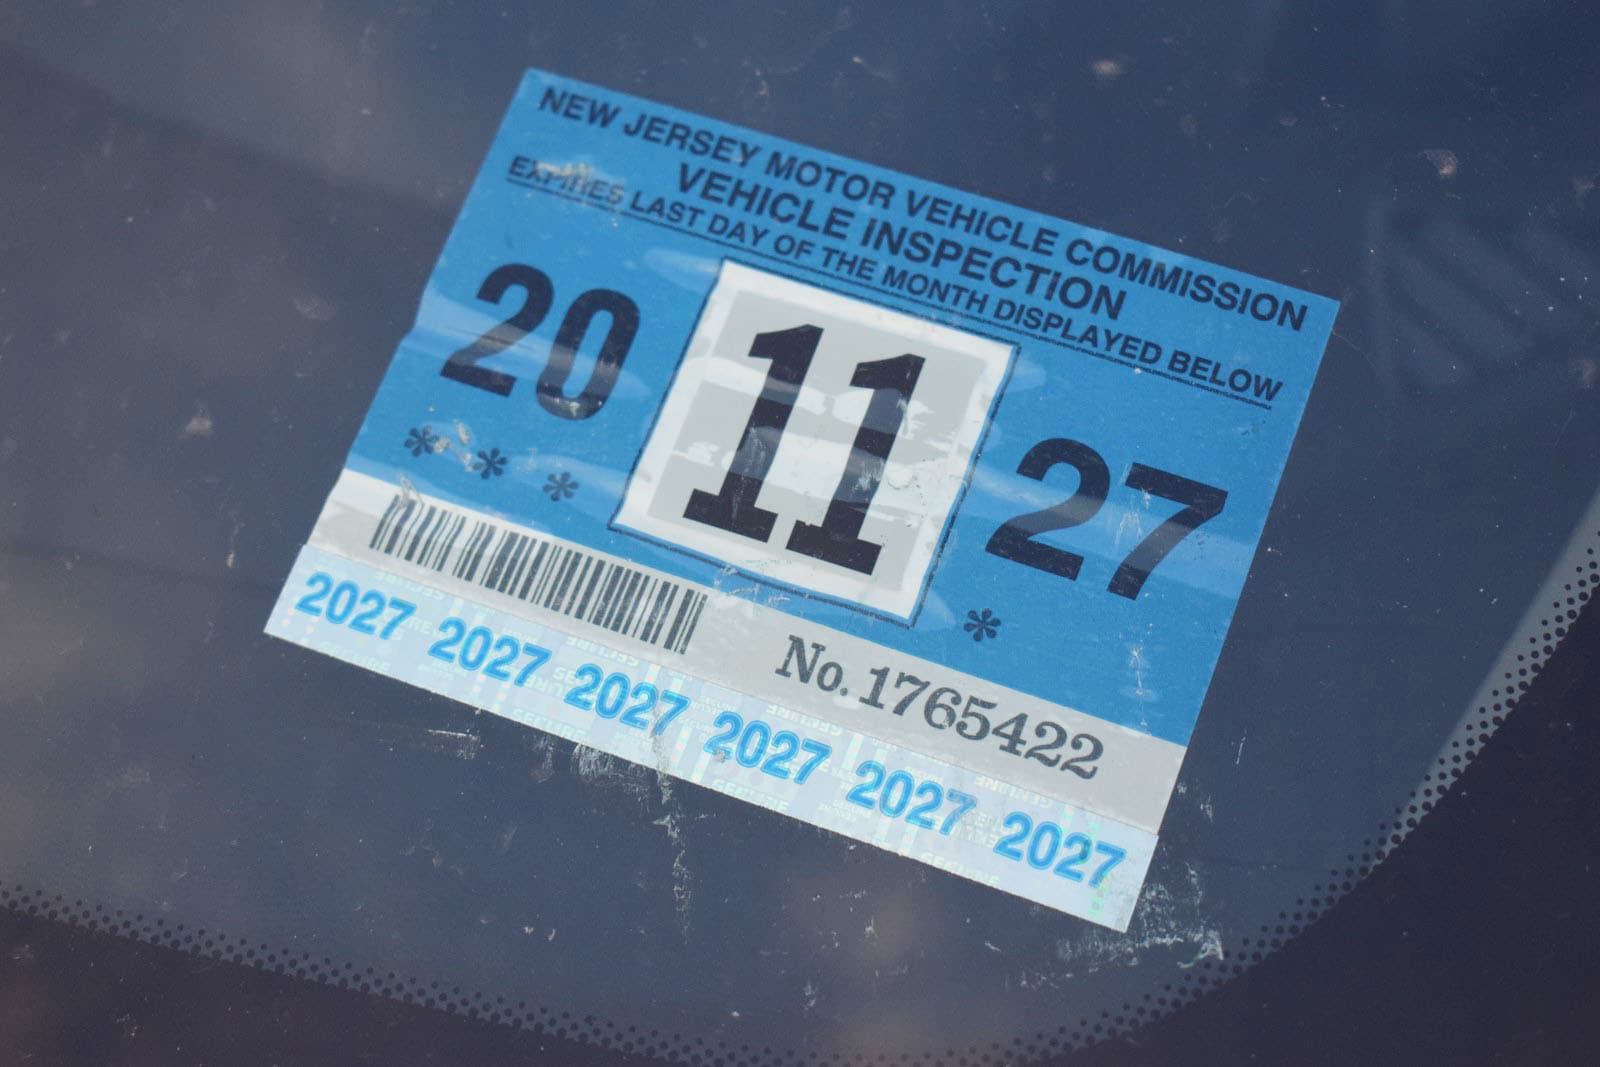 NEW JERSEY MOTOR VEHICLE COMMISSION
VEHICLE INSPECTION
EXPIRES LAST DAY OF THE MONTH DISPLAYED BELOW
20 11 27
* * * *
No. 1765422
2027 2027 2027 2027 2027 2027